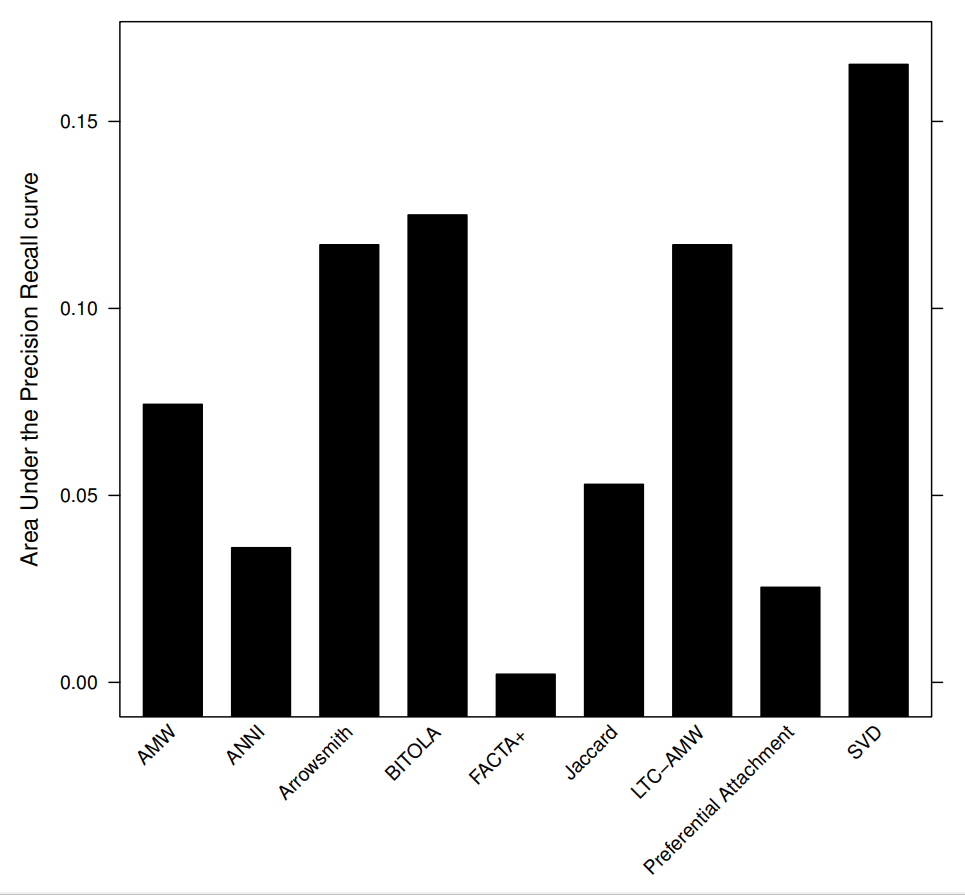 Area Under the Precision Recall curve
0.15
0.10
0.05
0.00
AMW
ANNI
Arrowsmith
BITOLA
FACTA+
Jaccard
LTC−AMW
Preferential Attachment
SVD